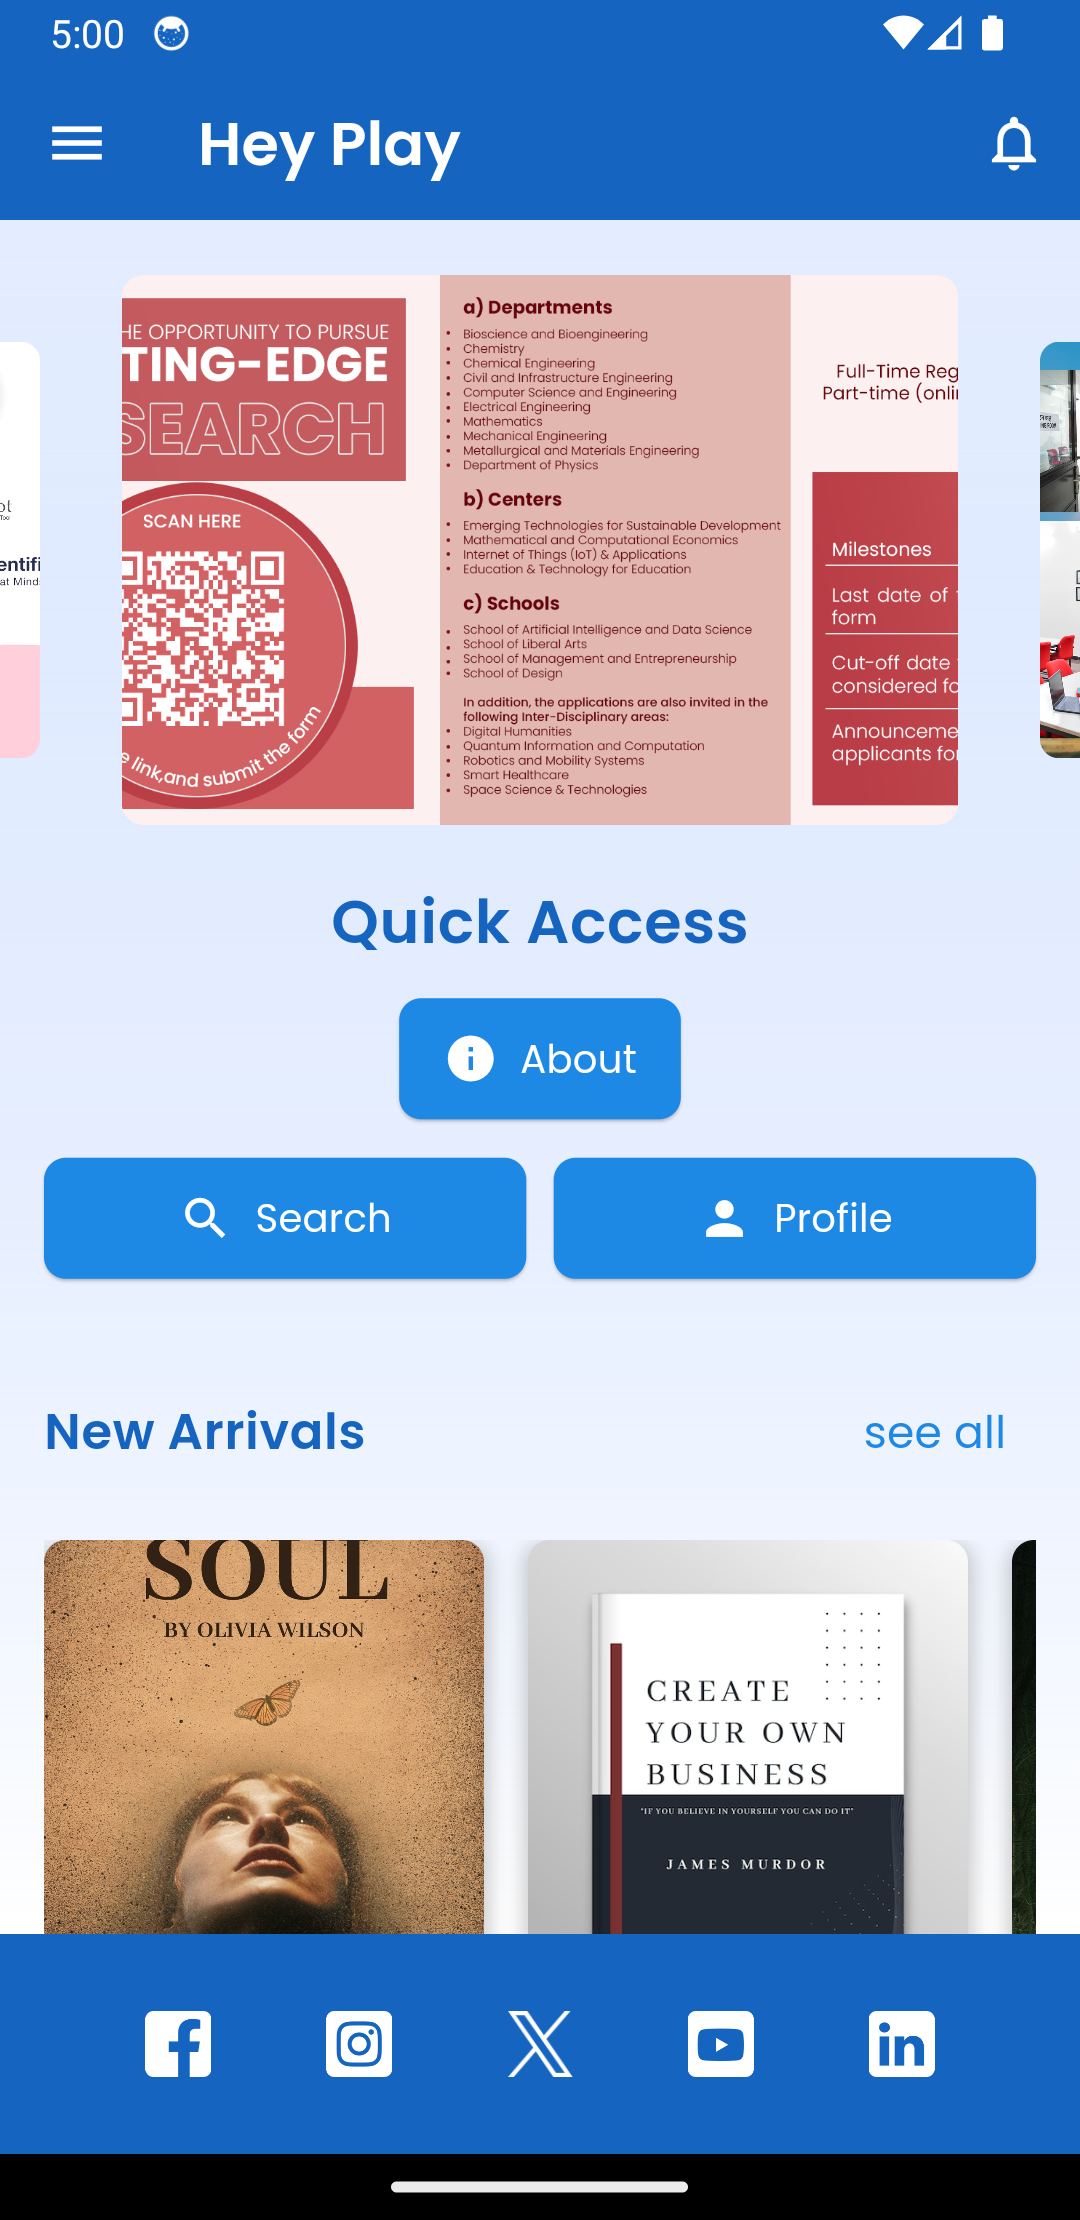 5:00
Hey Play
HE OPPORTUNITY TO PURSUE
TING-EDGE
SEARCH
SCAN HERE
e link,and submit the form
a) Departments
• Bioscience and Bioengineering
• Chemistry
• Chemical Engineering
• Civil and Infrastructure Engineering
• Computer Science and Engineering
• Electrical Engineering
• Mathematics
• Mechanical Engineering
• Metallurgical and Materials Engineering
• Department of Physics
b) Centers
• Emerging Technologies for Sustainable Development
• Mathematical and Computational Economics
• Internet of Things (IoT) & Applications
• Education & Technology for Education
c) Schools
• School of Artificial Intelligence and Data Science
• School of Liberal Arts
• School of Management and Entrepreneurship
• School of Design
In addition, the applications are also invited in the
following Inter-Disciplinary areas:
• Digital Humanities
• Quantum Information and Computation
• Robotics and Mobility Systems
• Smart Healthcare
• Space Science & Technologies
Full-Time Reg
Part-time (onlin
Milestones
Last date of
form
Cut-off date
considered fo
Announceme
applicants for
entifi
at Mind
Quick Access
About
Search
Profile
New Arrivals
see all
SOUL
BY OLIVIA WILSON
CREATE
YOUR OWN
BUSINESS
"IF YOU BELIEVE IN YOURSELF YOU CAN DO IT"
JAMES MURDOR